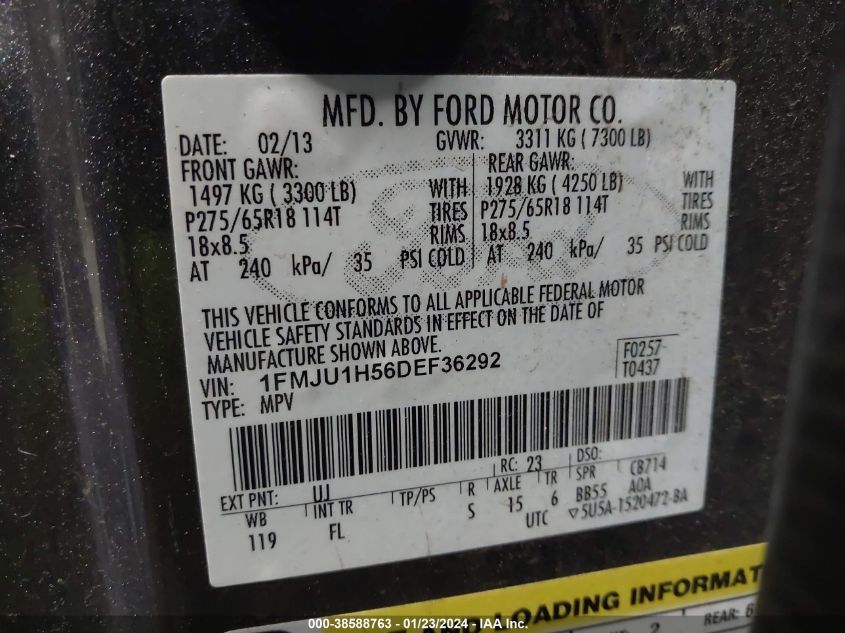 MFD. BY FORD MOTOR CO.
DATE: 02/13 GVWR: 3311 KG ( 7300 LB)
FRONT GAWR: REAR GAWR:
1497 KG ( 3300 LB) WITH 1928 KG ( 4250 LB) WITH
P275/65R18 114T TIRES P275/65R18 114T TIRES
18x8.5 RIMS 18x8.5 RIMS
AT 240 kPa/ 35 PSI COLD AT 240 kPa/ 35 PSI COLD
THIS VEHICLE CONFORMS TO ALL APPLICABLE FEDERAL MOTOR
VEHICLE SAFETY STANDARDS IN EFFECT ON THE DATE OF
MANUFACTURE SHOWN ABOVE.
VIN: 1FMJU1H56DEF36292 F0257-
TYPE: MPV T0437
RC: 23 DSO:
EXT PNT: UJ
WB INT TR TP/PS R AXLE TR SPR CB714
119 FL S 15 6 BB55 AOA
UTC ▽5U5A-1520472-BA
E AND LOADING INFORMAT
2 REAR: 6
000-38588763 - 01/23/2024 - IAA Inc.